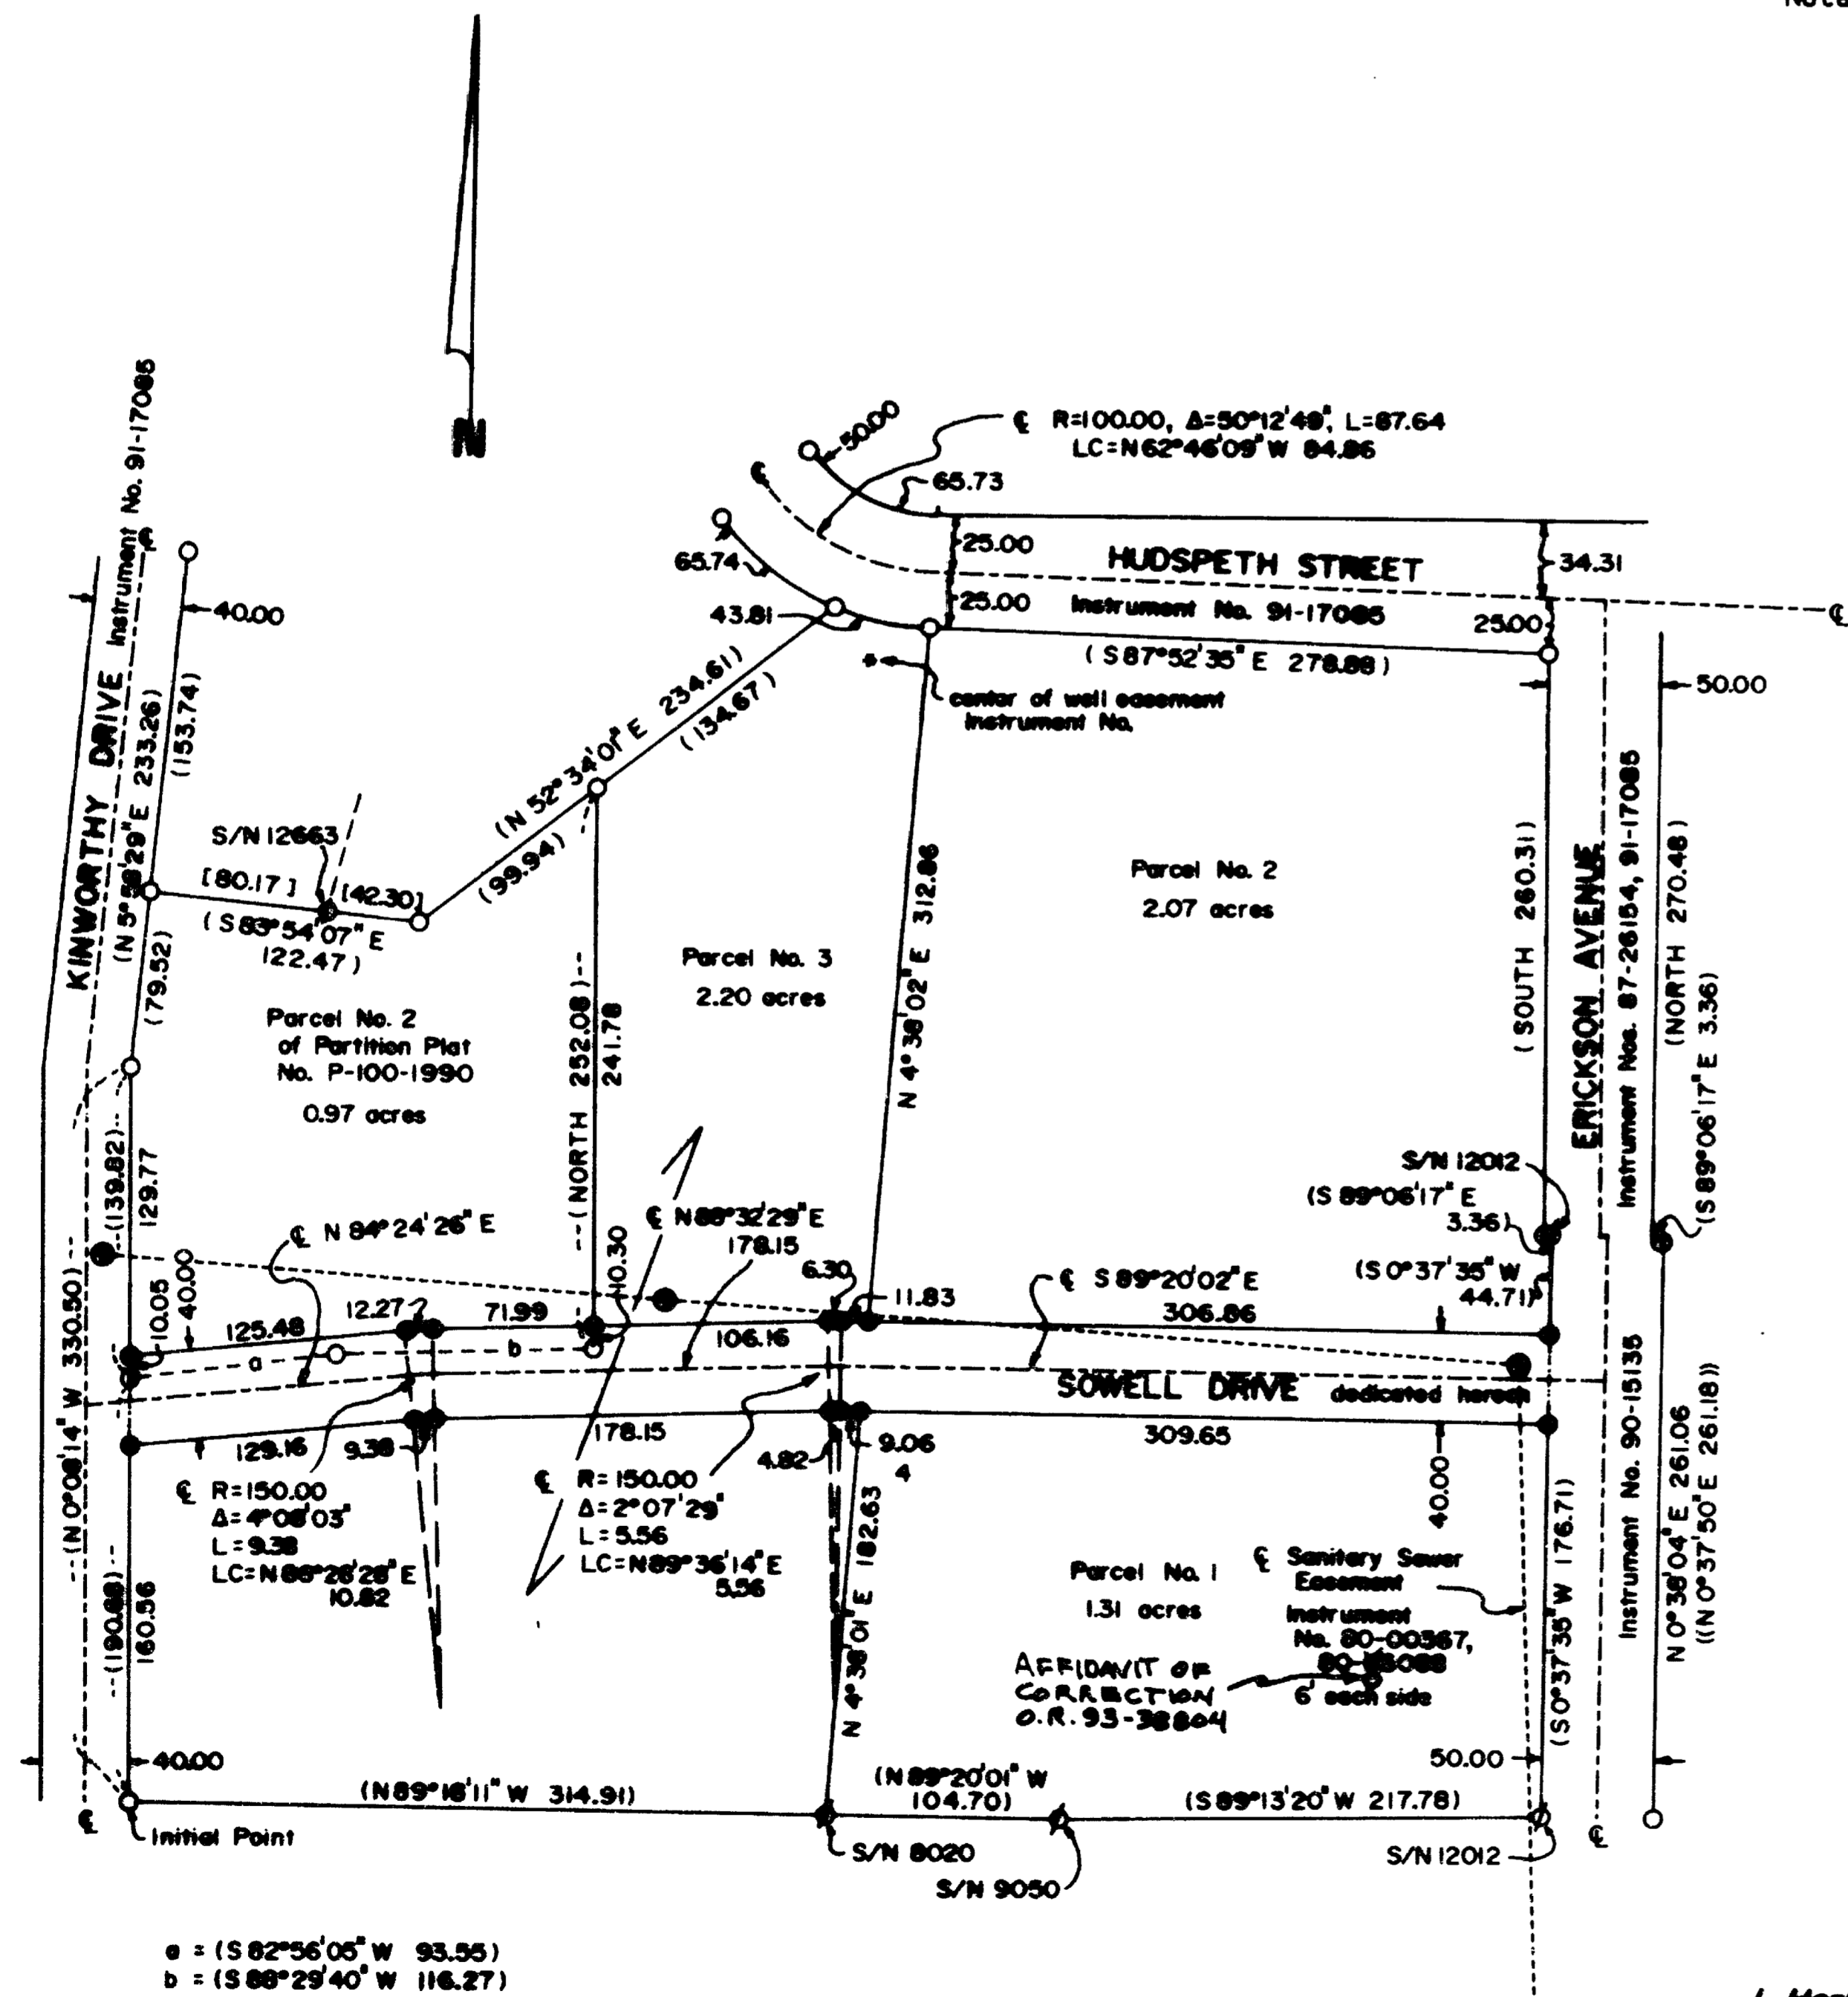 N
KINWORTHY DRIVE Instrument No. 91-17085
℄
40.00
(N 5°58'29" E 233.26)
(153.74)
(79.52)
50.00
℄ R=100.00, Δ=50°12'49", L=87.64
LC=N62°46'09"W 84.86
℄
65.73
65.74
43.81
25.00
HUDSPETH STREET
34.31
25.00
Instrument No. 91-17085
25.00
℄
(S87°52'35"E 278.88)
center of well easement
Instrument No.
50.00
(N 52°34'01" E 234.61)
(134.67)
(99.94)
S/N 12663
[80.17]
[42.30]
(S83°54'07"E
122.47)
Parcel No. 2
of Partition Plat
No. P-100-1990
0.97 acres
Parcel No. 3
2.20 acres
Parcel No. 2
2.07 acres
(NORTH 252.08)
241.78
N 4°38'02" E 312.86
(SOUTH 260.31)
ERICKSON AVENUE
Instrument Nos. 87-26154, 91-17085
(NORTH 270.48)
(S89°06'17"E 3.36)
S/N 12012
(S 89°06'17" E
3.36)
(S0°37'35"W
44.71)
(139.82)
129.77
℄ N 84°24'26" E
℄ N88°32'29"E
178.15
10.30
6.30
11.83
℄ S89°20'02"E
306.86
10.05
40.00
125.48
12.27
71.99
106.16
a
b
SOWELL DRIVE dedicated hereon
(N0°08'14" W 330.50)
129.16
9.38
178.15
4.82
9.06
4
309.65
40.00
℄ R=150.00
Δ=4°08'03"
L=9.38
LC=N86°28'28"E
10.82
℄ R=150.00
Δ=2°07'29"
L=5.56
LC=N89°36'14"E
5.56
N 4°38'01" E 182.63
Parcel No. 1
1.31 acres
℄ Sanitary Sewer
Easement
Instrument
No. 80-00367,
6' each side
AFFIDAVIT OF
CORRECTION
O.R. 93-38804
(S0°37'35"W 176.71)
Instrument No. 90-15135
N0°38'04"E 261.06
((N0°37'50"E 261.18))
(190.68)
160.56
40.00
50.00
℄
(N89°18'11"W 314.91)
(N89°20'01"W
104.70)
(S89°13'20"W 217.78)
℄
Initial Point
S/N 8020
S/N 9050
S/N 12012
a = (S82°56'05"W 93.55)
b = (S88°29'40"W 116.27)